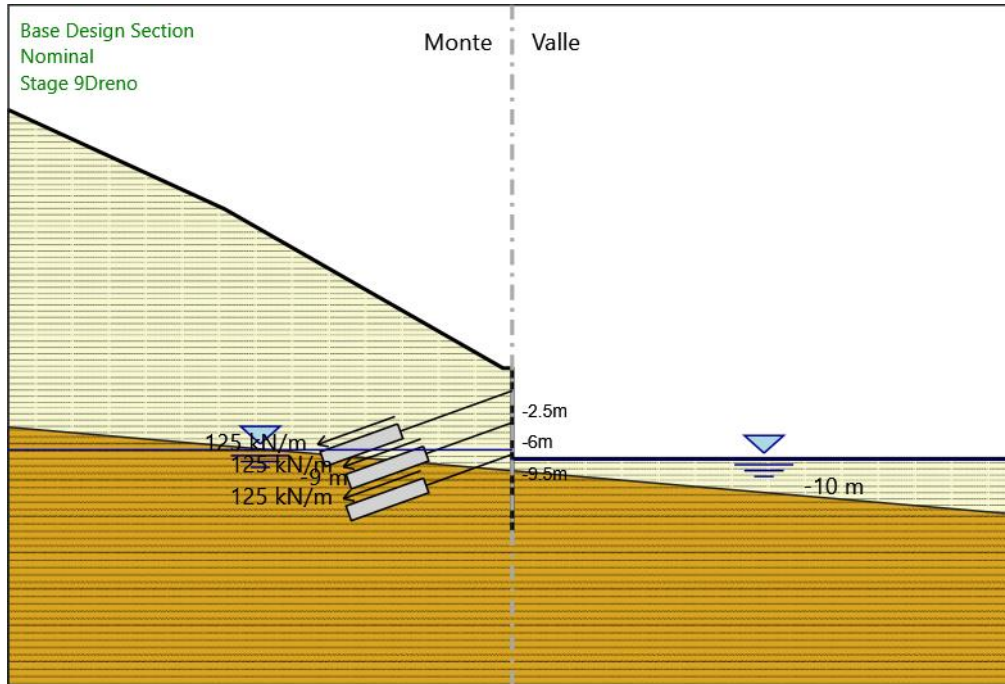 Base Design Section
Nominal
Stage 9Dreno
Monte
Valle
-2.5m
125 kN/m
-6m
125 kN/m
-9 m
-9.5m
-10 m
125 kN/m